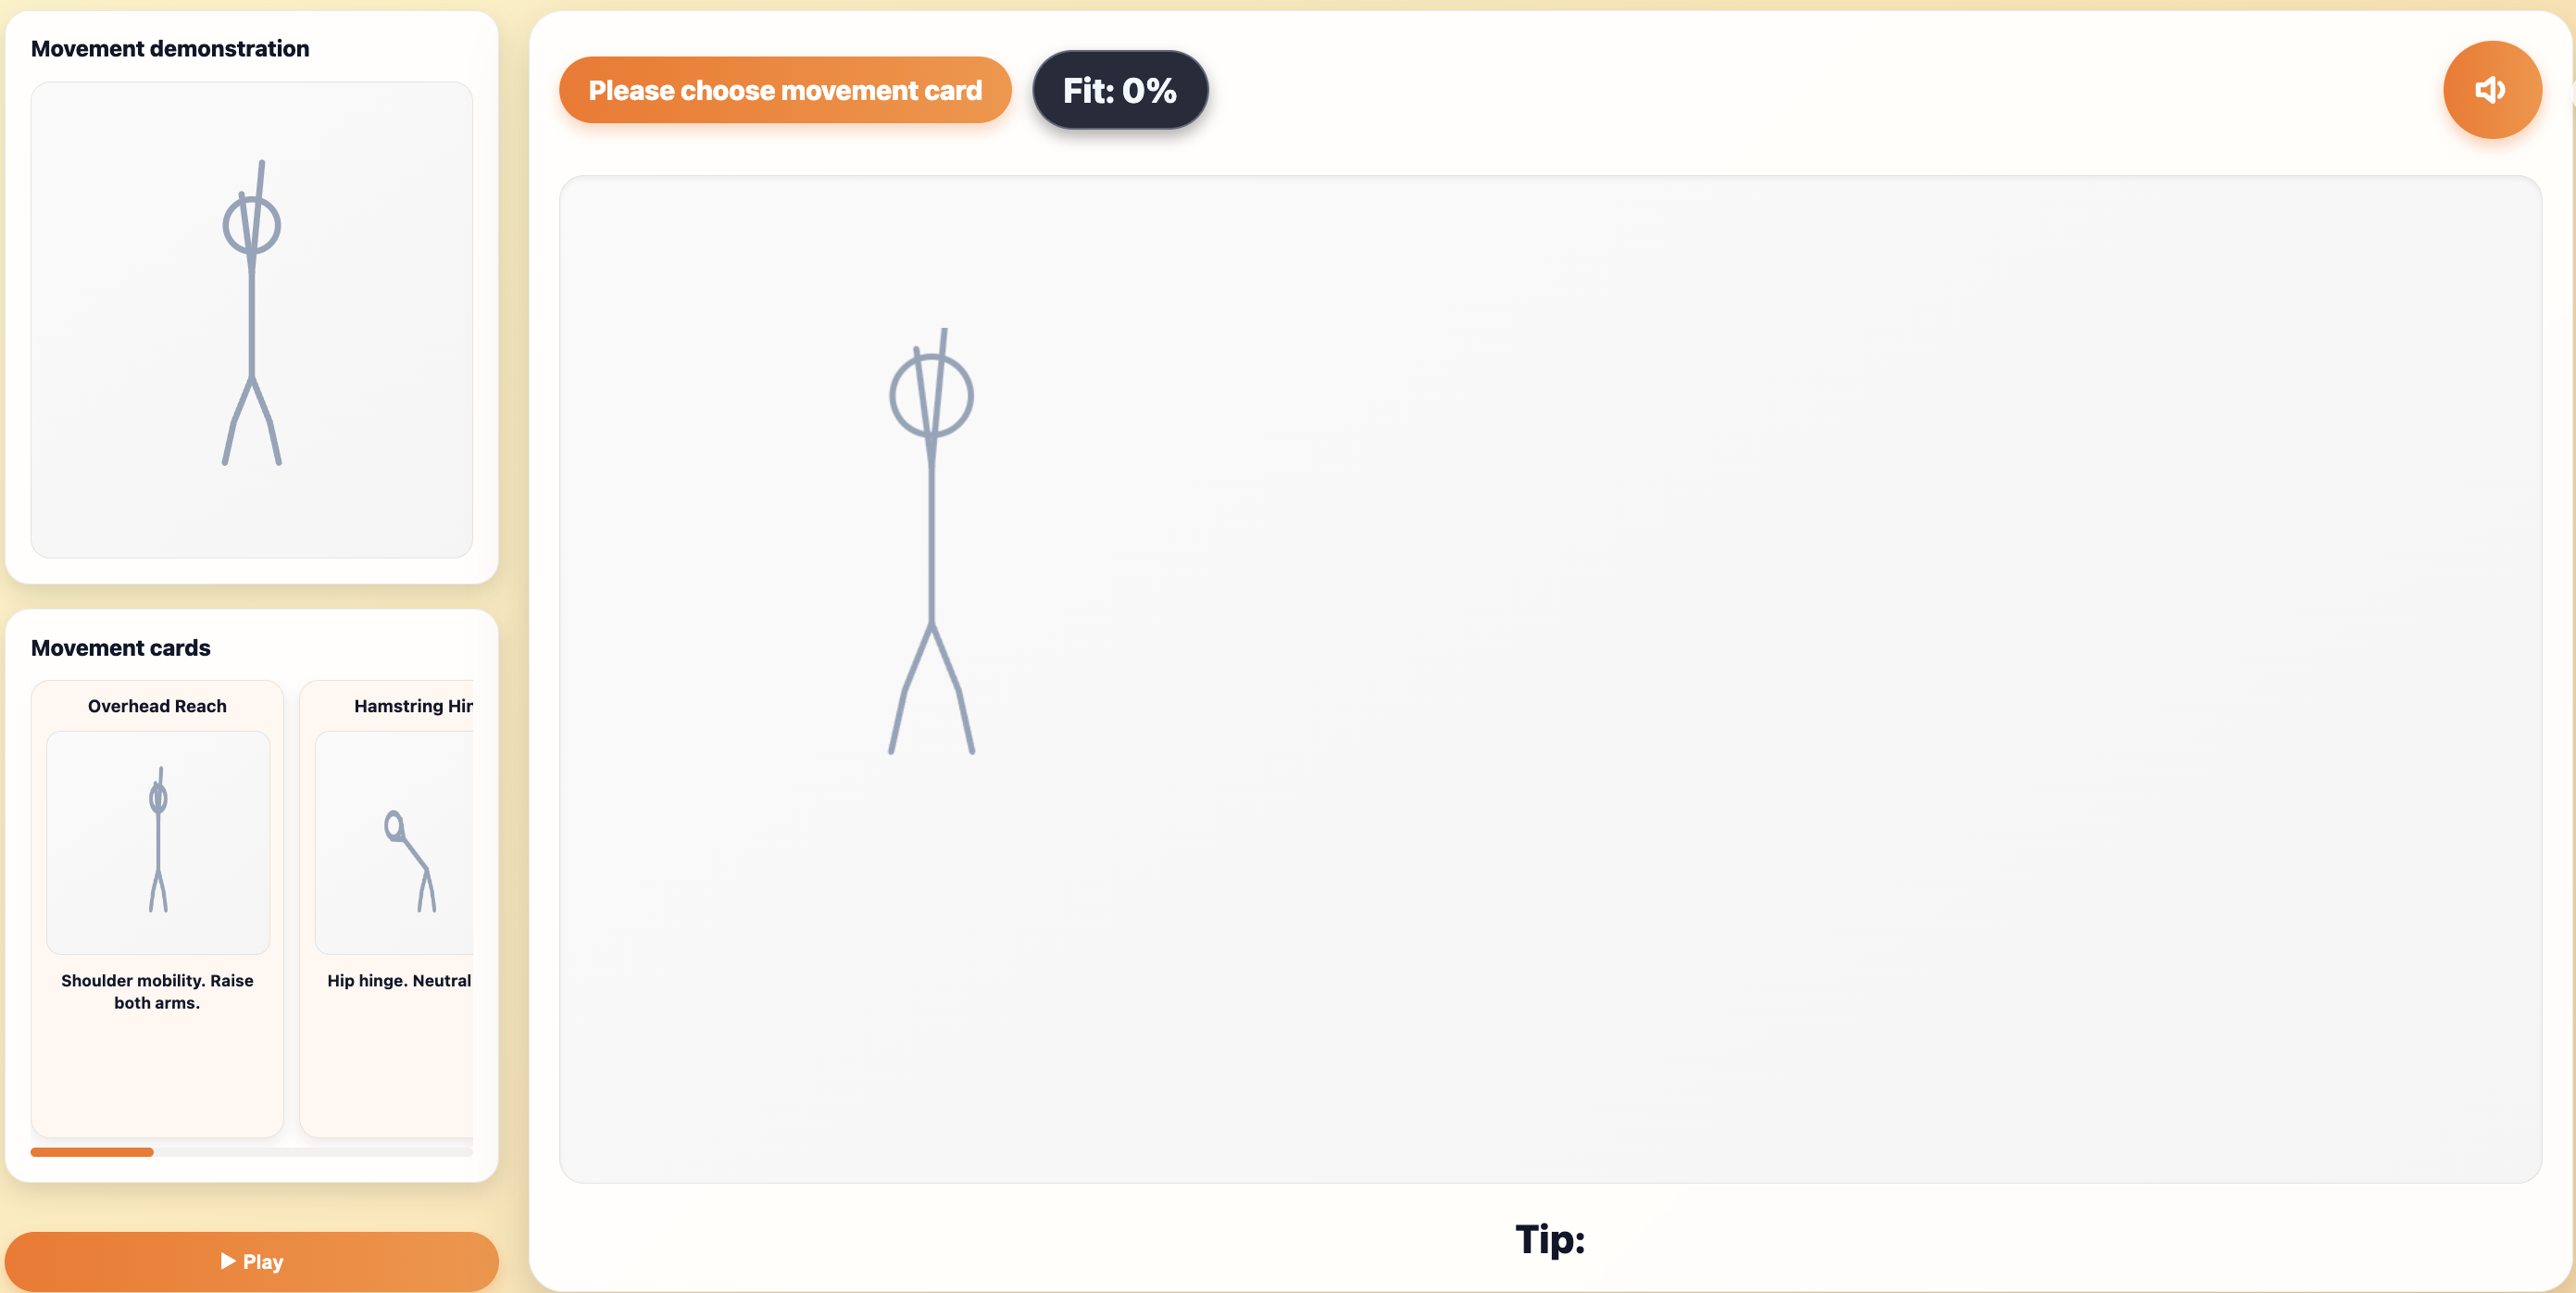 Movement demonstration
Please choose movement card
Fit: 0%
Movement cards
Overhead Reach
Shoulder mobility. Raise
both arms.
Hamstring
Hip hinge. Neutral
▶ Play
Tip: